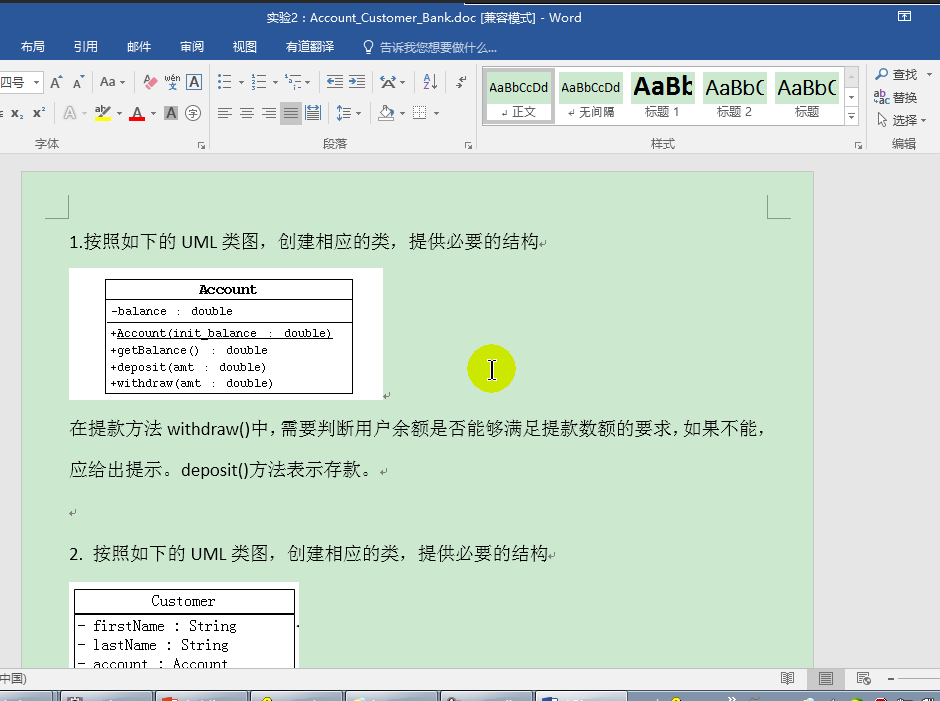 实验2：Account_Customer_Bank.doc [兼容模式] - Word
布局 引用 邮件 审阅 视图 有道翻译 告诉我您想要做什么...
四号 A A Aa wén 变 A A↓Z AaBbCcDd AaBbCcDd AaBb AaBbC AaBbC 查找
x₂ x² A aby A A 字 正文 无间隔 标题 1 标题 2 标题 替换
选择
字体 段落 样式 编辑
1.按照如下的 UML 类图，创建相应的类，提供必要的结构
Account
-balance : double
+Account(init_balance : double)
+getBalance() : double
+deposit(amt : double)
+withdraw(amt : double)
在提款方法 withdraw()中，需要判断用户余额是否能够满足提款数额的要求，如果不能，
应给出提示。deposit()方法表示存款。
2. 按照如下的 UML 类图，创建相应的类，提供必要的结构
Customer
- firstName : String
- lastName : String
- account : Account
中国)